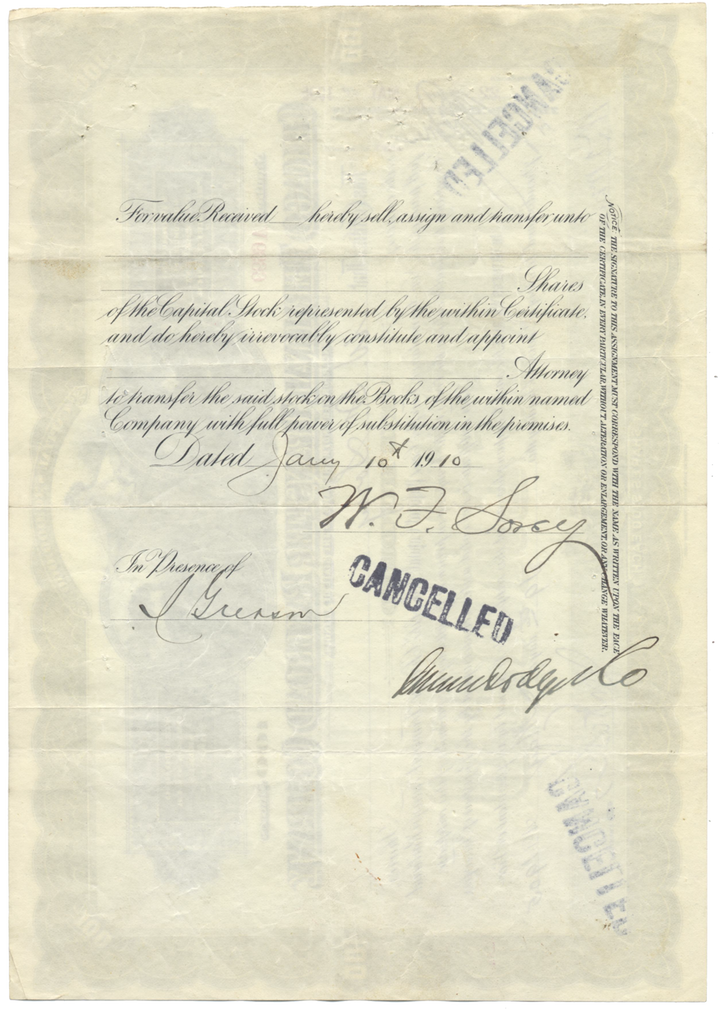 CANCELLED
For value Received hereby sell, assign and transfer unto
Shares
of the Capital Stock represented by the within Certificate,
and do hereby irrevocably constitute and appoint
Attorney
to transfer the said stock on the Books of the within named
Company with full power of substitution in the premises.
Dated Jany 10th 1910
W. F.
In Presence of
CANCELLED
& Co
CANCELLED
NOTICE. THE SIGNATURE TO THIS ASSIGNMENT MUST CORRESPOND WITH THE NAME AS WRITTEN UPON THE FACE
OF THE CERTIFICATE IN EVERY PARTICULAR WITHOUT ALTERATION OR ENLARGEMENT OR ANY CHANGE WHATEVER.